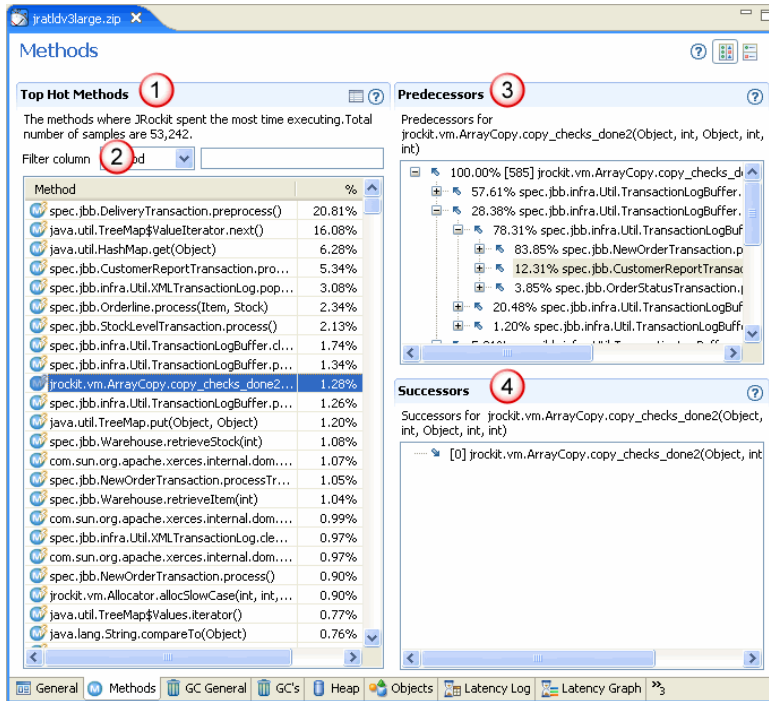 jratldv3large.zip
Methods
Top Hot Methods 1
The methods where JRockit spent the most time executing.Total
number of samples are 53,242.
Filter column 2
Method %
spec.jbb.DeliveryTransaction.preprocess() 20.81%
java.util.TreeMap$ValueIterator.next() 16.08%
java.util.HashMap.get(Object) 6.28%
spec.jbb.CustomerReportTransaction.pro... 5.34%
spec.jbb.infra.Util.XMLTransactionLog.pop... 3.08%
spec.jbb.Orderline.process(Item, Stock) 2.34%
spec.jbb.StockLevelTransaction.process() 2.13%
spec.jbb.infra.Util.TransactionLogBuffer.cl... 1.74%
spec.jbb.infra.Util.TransactionLogBuffer.p... 1.34%
jrockit.vm.ArrayCopy.copy_checks_done2... 1.28%
spec.jbb.infra.Util.TransactionLogBuffer.p... 1.26%
java.util.TreeMap.put(Object, Object) 1.20%
spec.jbb.Warehouse.retrieveStock(int) 1.08%
com.sun.org.apache.xerces.internal.dom.... 1.07%
spec.jbb.NewOrderTransaction.processTr... 1.05%
spec.jbb.Warehouse.retrieveItem(int) 1.04%
com.sun.org.apache.xerces.internal.dom.... 0.99%
spec.jbb.infra.Util.XMLTransactionLog.cle... 0.97%
com.sun.org.apache.xerces.internal.dom.... 0.97%
spec.jbb.NewOrderTransaction.process() 0.90%
jrockit.vm.Allocator.allocSlowCase(int, int,... 0.90%
java.util.TreeMap$Values.iterator() 0.77%
java.lang.String.compareTo(Object) 0.76%
Predecessors 3
Predecessors for
jrockit.vm.ArrayCopy.copy_checks_done2(Object, int, Object, int,
int)
100.00% [585] jrockit.vm.ArrayCopy.copy_checks_d
57.61% spec.jbb.infra.Util.TransactionLogBuffer.
28.38% spec.jbb.infra.Util.TransactionLogBuffer.
78.31% spec.jbb.infra.Util.TransactionLogBuf
83.85% spec.jbb.NewOrderTransaction.p
12.31% spec.jbb.CustomerReportTransac
3.85% spec.jbb.OrderStatusTransaction.p
20.48% spec.jbb.infra.Util.TransactionLogBuf
1.20% spec.jbb.infra.Util.TransactionLogBuff
Successors 4
Successors for jrockit.vm.ArrayCopy.copy_checks_done2(Object,
int, Object, int, int)
[0] jrockit.vm.ArrayCopy.copy_checks_done2(Object, int
General Methods GC General GC's Heap Objects Latency Log Latency Graph »3